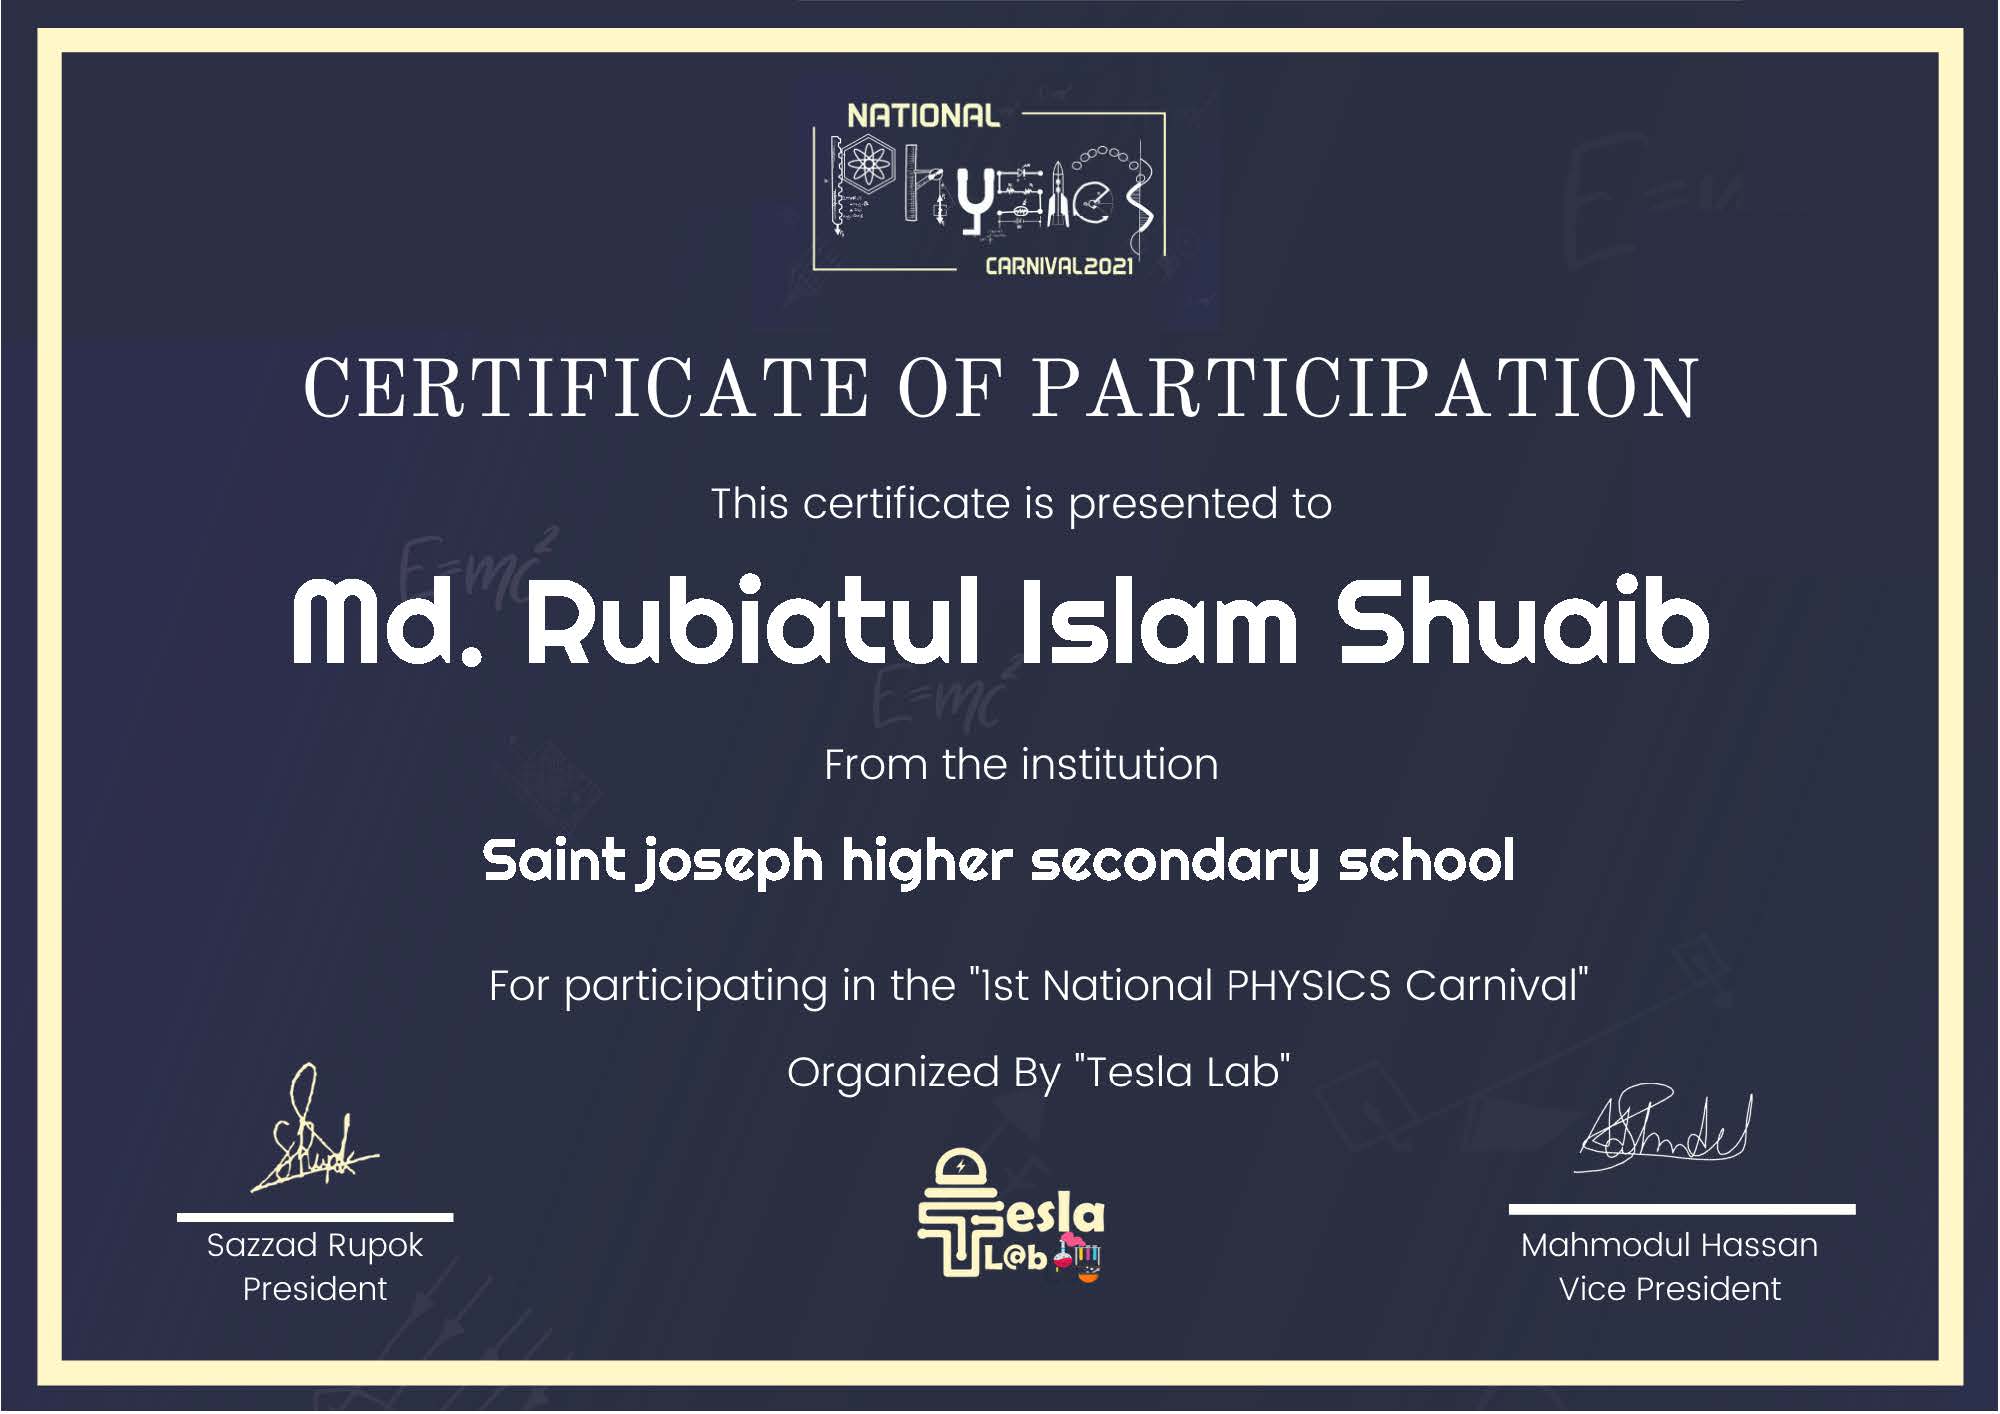 NATIONAL
Physics
CARNIVAL2021
CERTIFICATE OF PARTICIPATION
This certificate is presented to
E=mc²
Md. Rubiatul Islam Shuaib
E=mc²
From the institution
Saint joseph higher secondary school
For participating in the "1st National PHYSICS Carnival"
Organized By "Tesla Lab"
Tesla
L@b
Sazzad Rupok
President
Mahmodul Hassan
Vice President